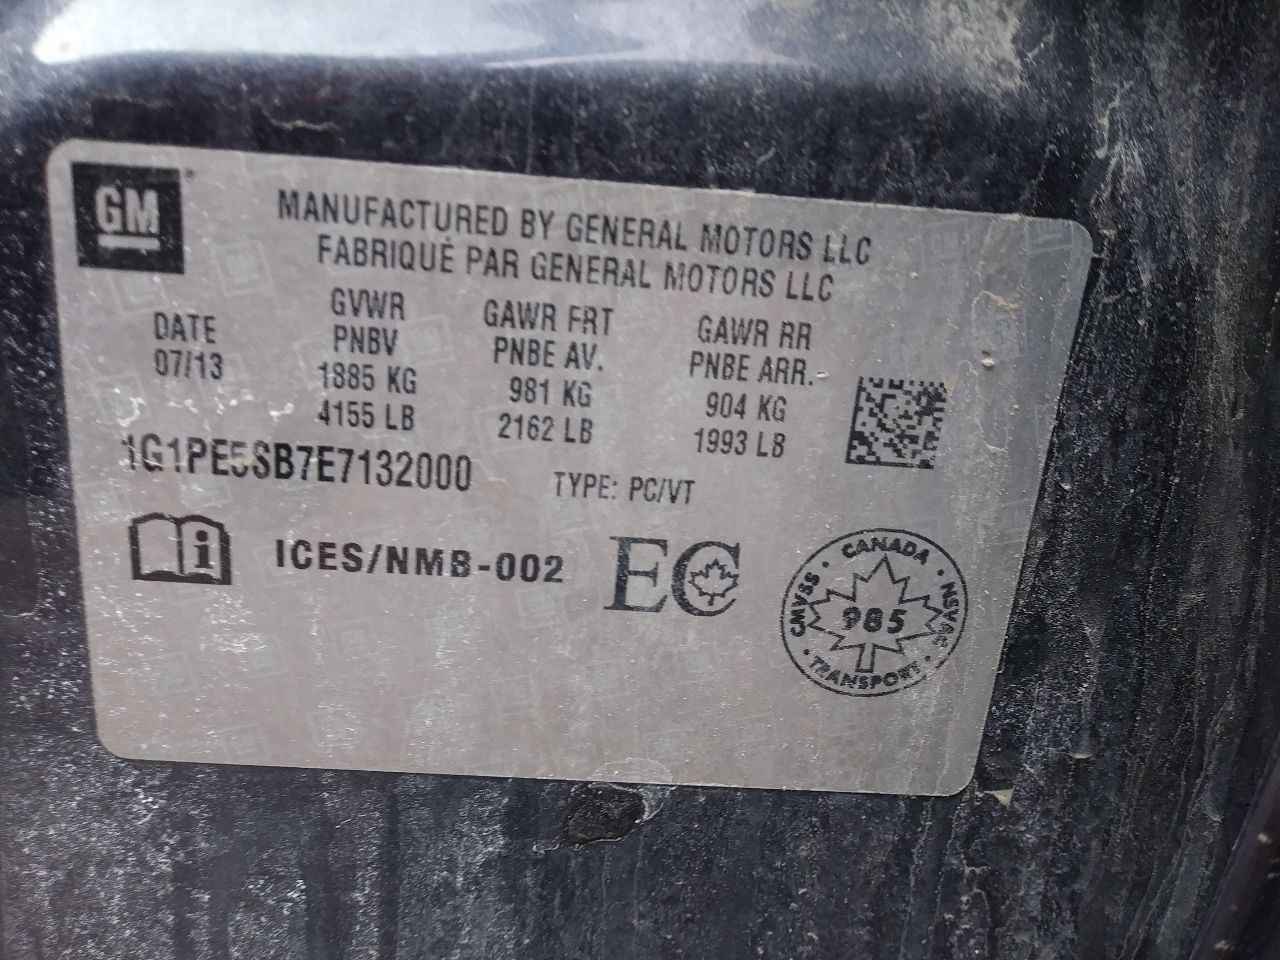 GM
MANUFACTURED BY GENERAL MOTORS LLC
FABRIQUÉ PAR GENERAL MOTORS LLC
DATE
07/13
GVWR
PNBV
1885 KG
4155 LB
GAWR FRT
PNBE AV.
981 KG
2162 LB
GAWR RR
PNBE ARR.
904 KG
1993 LB
1G1PE5SB7E7132000
TYPE: PC/VT
ICES/NMB-002
EC
CANADA
CMVSS · NSVAC
985
TRANSPORT